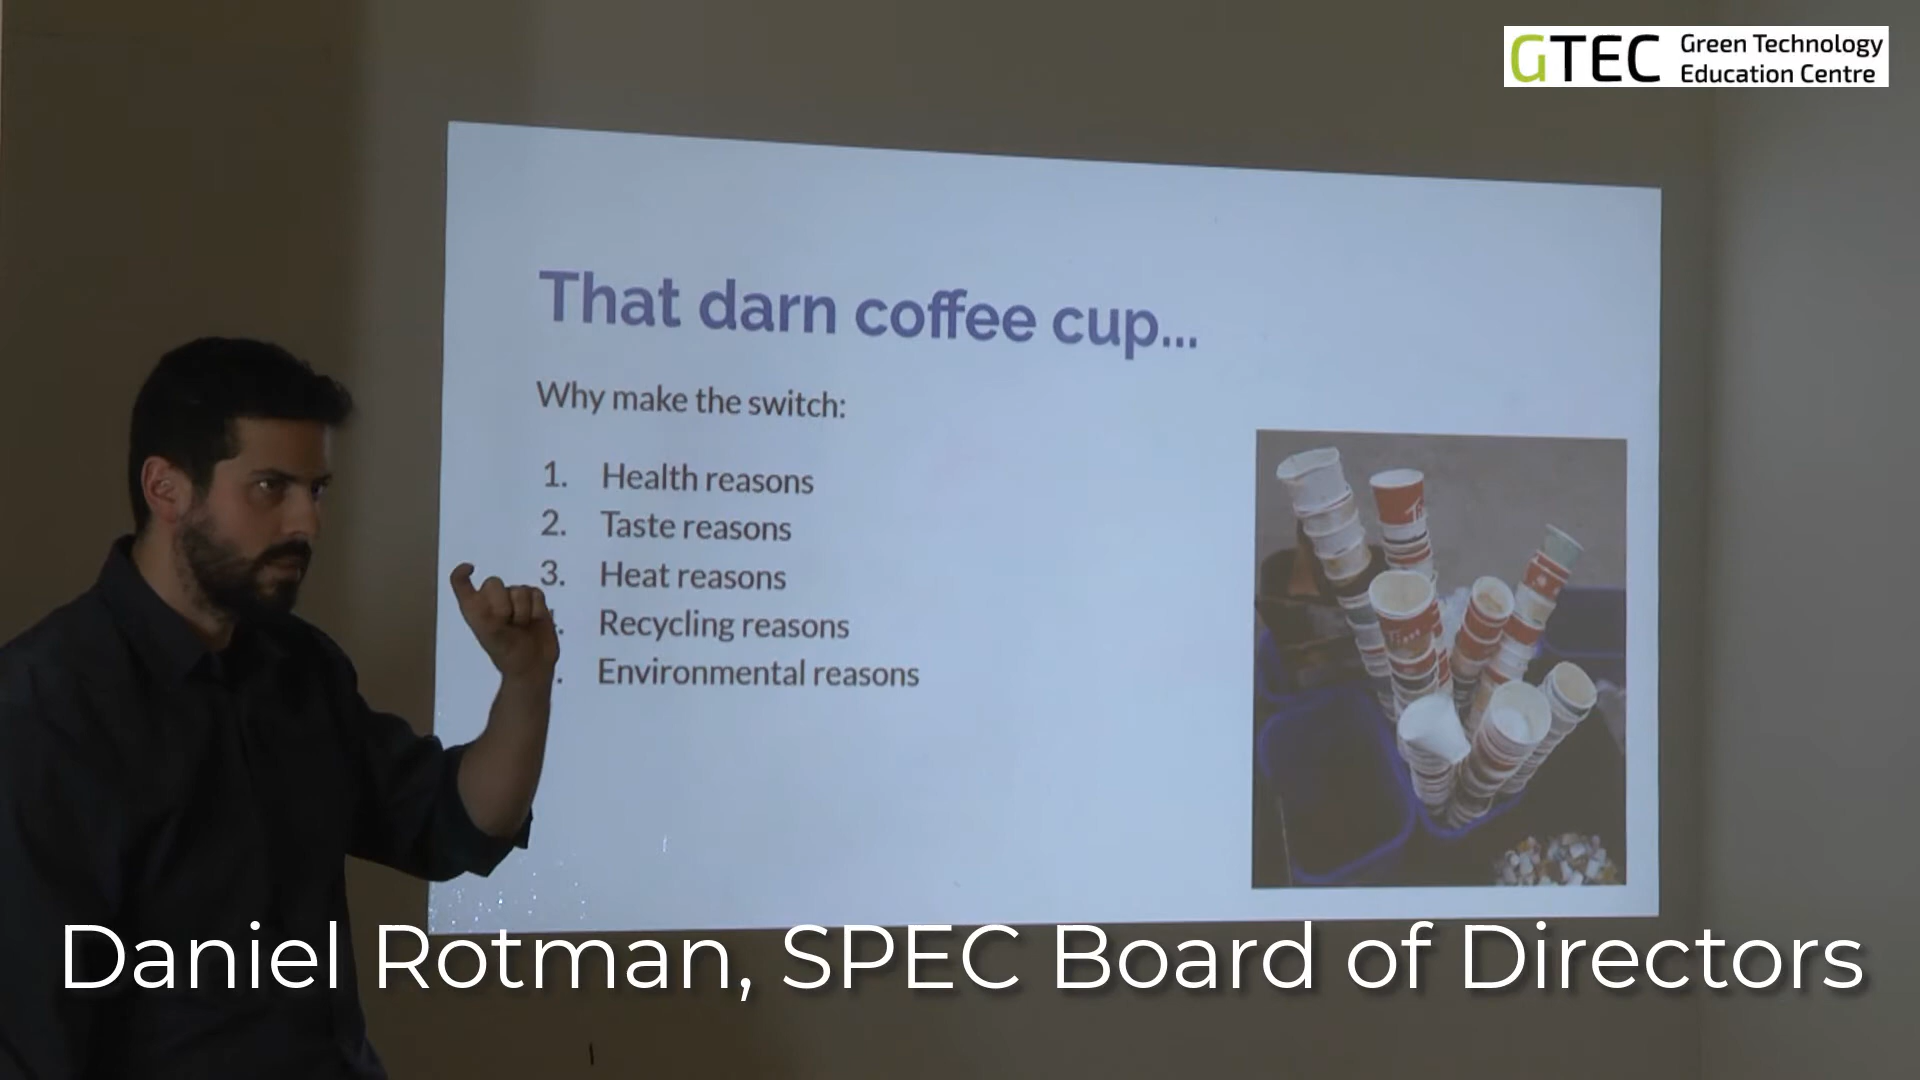 GTEC Green Technology
Education Centre
That darn coffee cup...
Why make the switch:
1. Health reasons
2. Taste reasons
3. Heat reasons
. Recycling reasons
. Environmental reasons
Daniel Rotman, SPEC Board of Directors